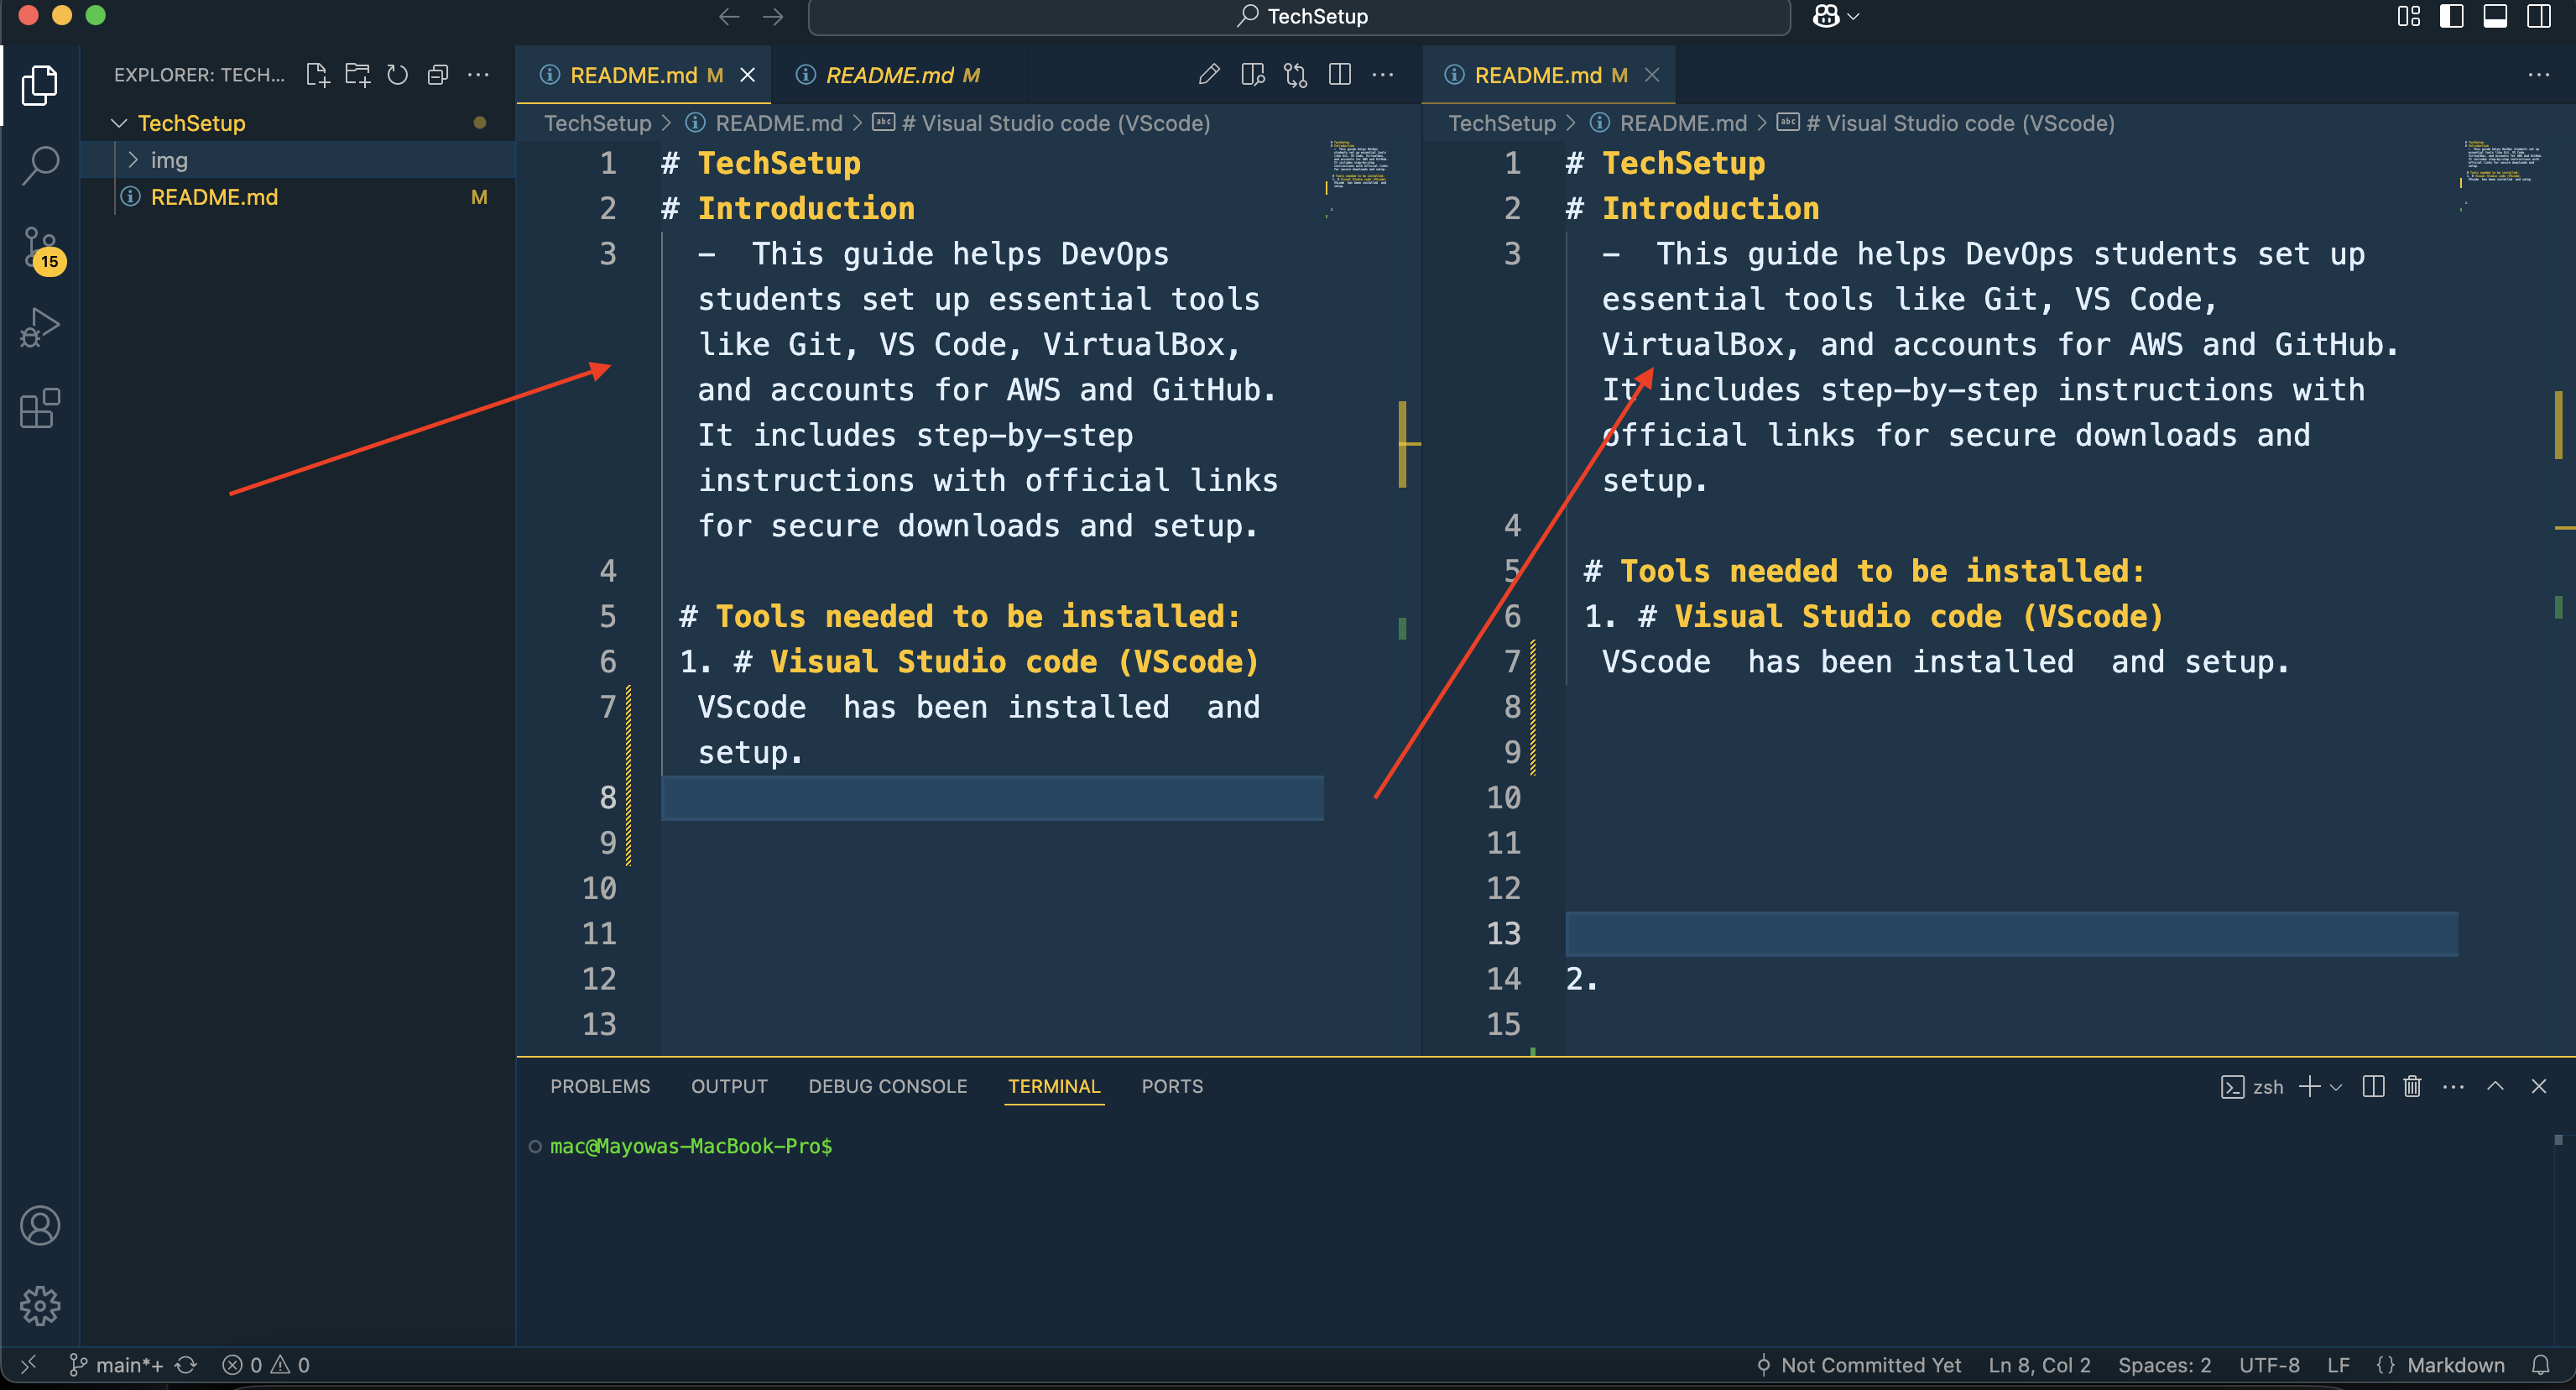 TechSetup
EXPLORER: TECH...
TechSetup
img
README.md M
15
README.md M
README.md M
TechSetup > README.md > # Visual Studio code (VScode)
1 # TechSetup
2 # Introduction
3 - This guide helps DevOps
students set up essential tools
like Git, VS Code, VirtualBox,
and accounts for AWS and GitHub.
It includes step-by-step
instructions with official links
for secure downloads and setup.
4
5 # Tools needed to be installed:
6 1. # Visual Studio code (VScode)
7 VScode  has been installed  and
setup.
8
9
10
11
12
13
README.md M
TechSetup > README.md > # Visual Studio code (VScode)
1 # TechSetup
2 # Introduction
3 - This guide helps DevOps students set up
essential tools like Git, VS Code,
VirtualBox, and accounts for AWS and GitHub.
It includes step-by-step instructions with
official links for secure downloads and
setup.
4
5 # Tools needed to be installed:
6 1. # Visual Studio code (VScode)
7 VScode  has been installed  and setup.
8
9
10
11
12
13
14 2.
15
PROBLEMS OUTPUT DEBUG CONSOLE TERMINAL PORTS
zsh
mac@Mayowas-MacBook-Pro$
main*+ 0 0 Not Committed Yet Ln 8, Col 2 Spaces: 2 UTF-8 LF {} Markdown